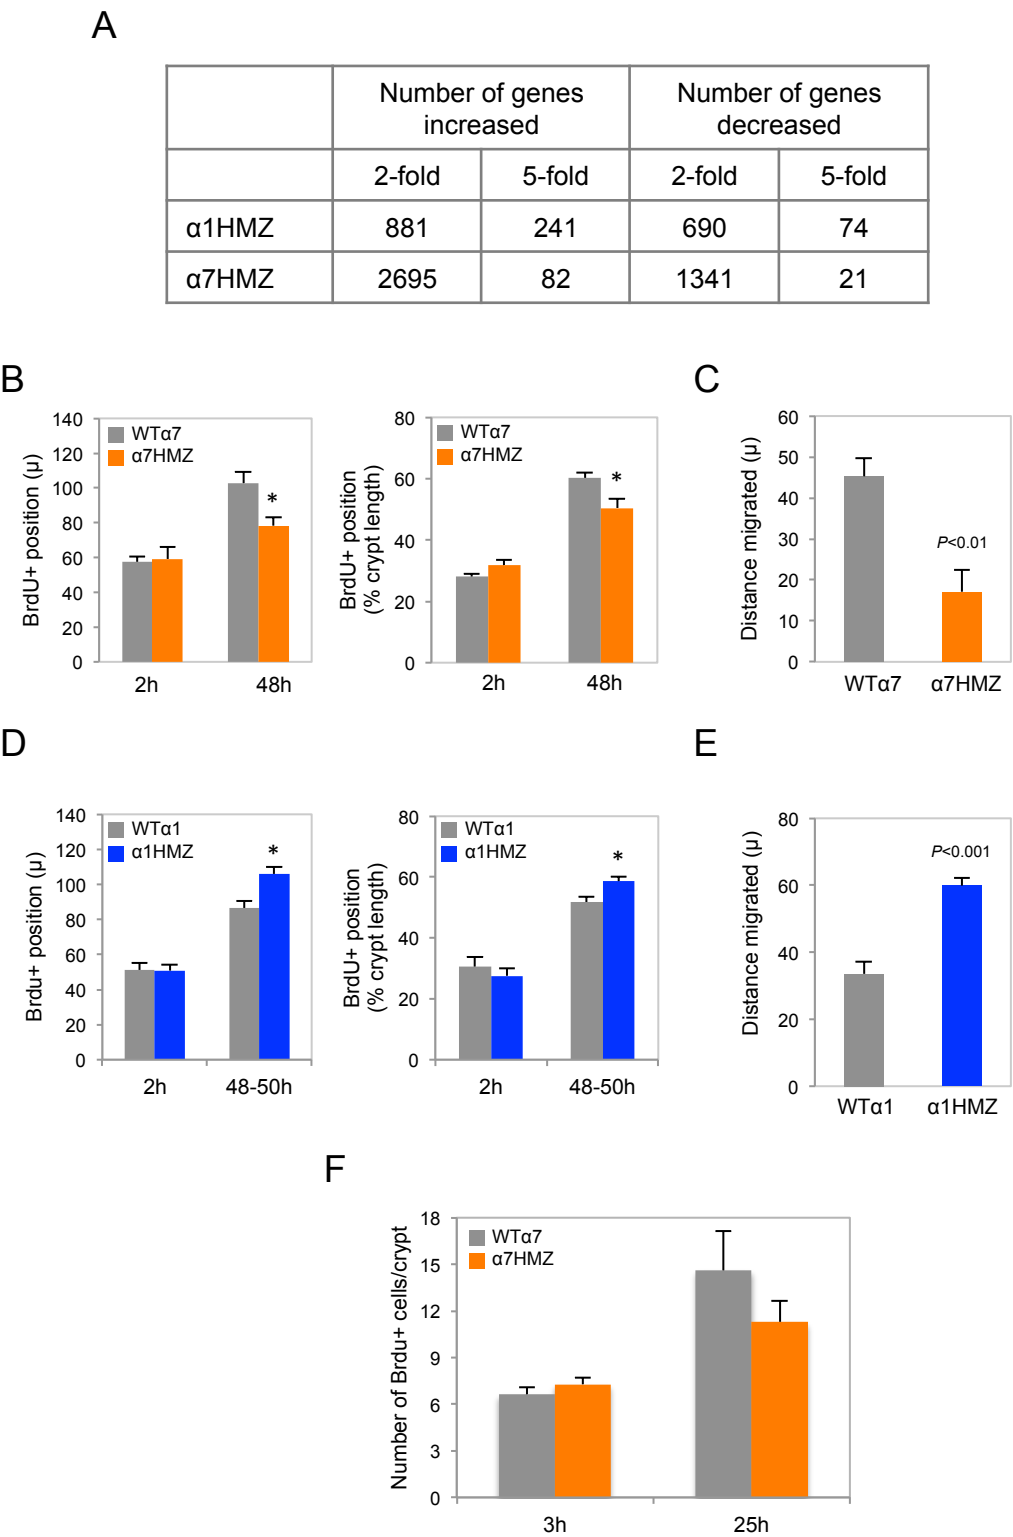 A
Number of genes
increased
Number of genes
decreased
2-fold 5-fold 2-fold 5-fold
α1HMZ 881 241 690 74
α7HMZ 2695 82 1341 21
B
BrdU+ position (µ)
140
120
100
80
60
40
20
0
WTα7
α7HMZ
*
2h 48h
BrdU+ position
(% crypt length)
80
60
40
20
0
WTα7
α7HMZ
*
2h 48h
C
Distance migrated (µ)
60
50
40
30
20
10
0
P<0.01
WTα7 α7HMZ
D
Brdu+ position (µ)
140
120
100
80
60
40
20
0
WTα1
α1HMZ
*
2h 48-50h
BrdU+ position
(% crypt length)
80
60
40
20
0
WTα1
α1HMZ
*
2h 48-50h
E
Distance migrated (µ)
80
60
40
20
0
P<0.001
WTα1 α1HMZ
F
Number of Brdu+ cells/crypt
18
15
12
9
6
3
0
WTα7
α7HMZ
3h 25h